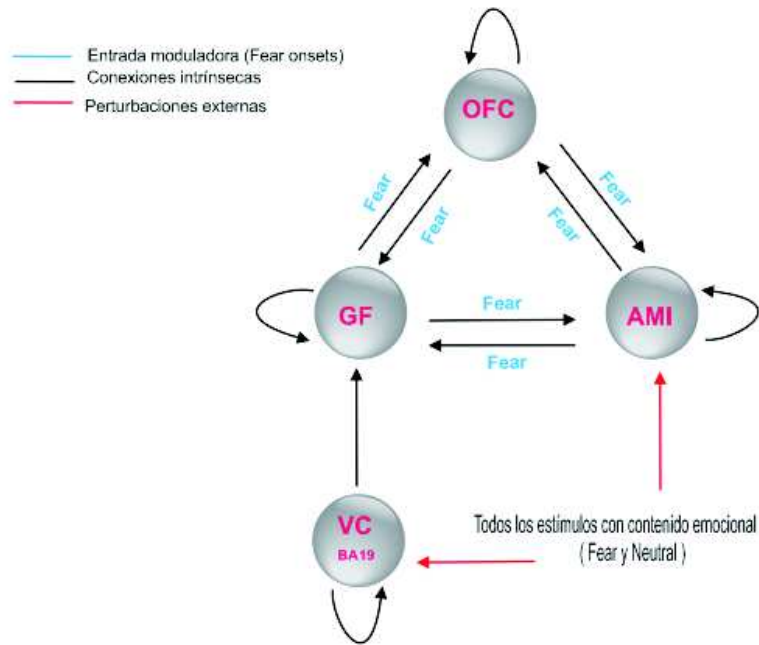 Entrada moduladora (Fear onsets)
Conexiones intrínsecas
Perturbaciones externas
OFC
Fear
Fear
Fear
Fear
GF
Fear
AMI
Fear
VC
BA19
Todos los estímulos con contenido emocional
( Fear y Neutral )